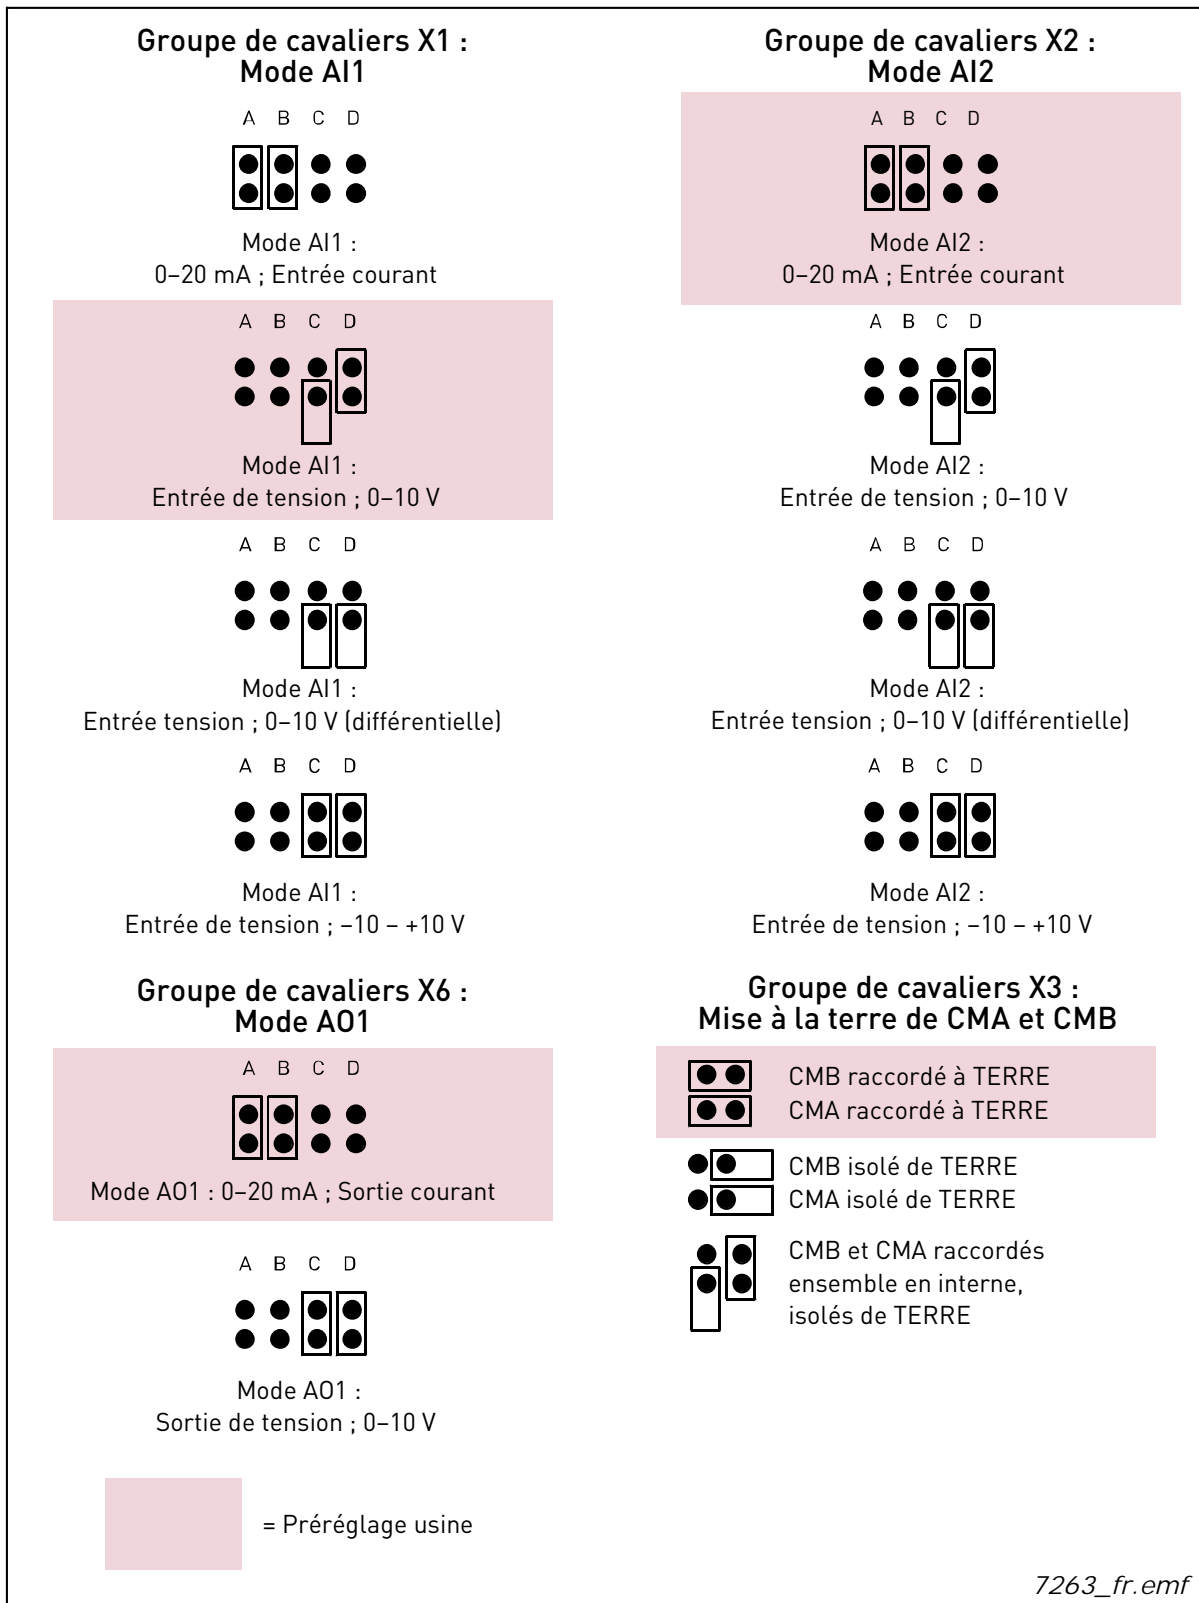 Groupe de cavaliers X1 :
Mode AI1
A B C D
Mode AI1 :
0–20 mA ; Entrée courant
A B C D
Mode AI1 :
Entrée de tension ; 0–10 V
A B C D
Mode AI1 :
Entrée tension ; 0–10 V (différentielle)
A B C D
Mode AI1 :
Entrée de tension ; –10 – +10 V
Groupe de cavaliers X2 :
Mode AI2
A B C D
Mode AI2 :
0–20 mA ; Entrée courant
A B C D
Mode AI2 :
Entrée de tension ; 0–10 V
A B C D
Mode AI2 :
Entrée tension ; 0–10 V (différentielle)
A B C D
Mode AI2 :
Entrée de tension ; –10 – +10 V
Groupe de cavaliers X6 :
Mode AO1
A B C D
Mode AO1 : 0–20 mA ; Sortie courant
A B C D
Mode AO1 :
Sortie de tension ; 0–10 V
Groupe de cavaliers X3 :
Mise à la terre de CMA et CMB
CMB raccordé à TERRE
CMA raccordé à TERRE
CMB isolé de TERRE
CMA isolé de TERRE
CMB et CMA raccordés
ensemble en interne,
isolés de TERRE
= Préréglage usine
7263_fr.emf